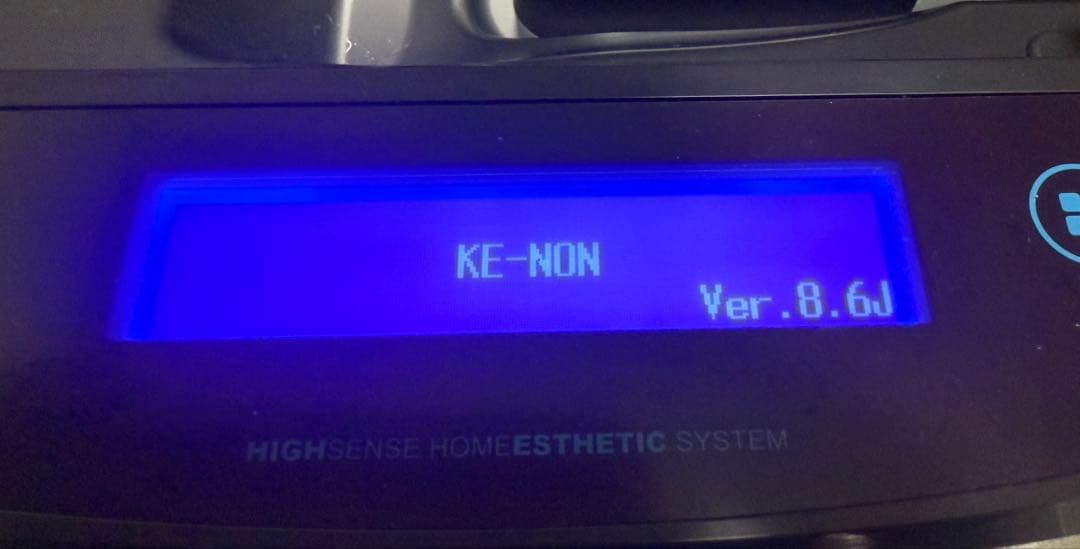 KE-NON
Ver.8.6J
HIGHSENSE HOMEESTHETIC SYSTEM